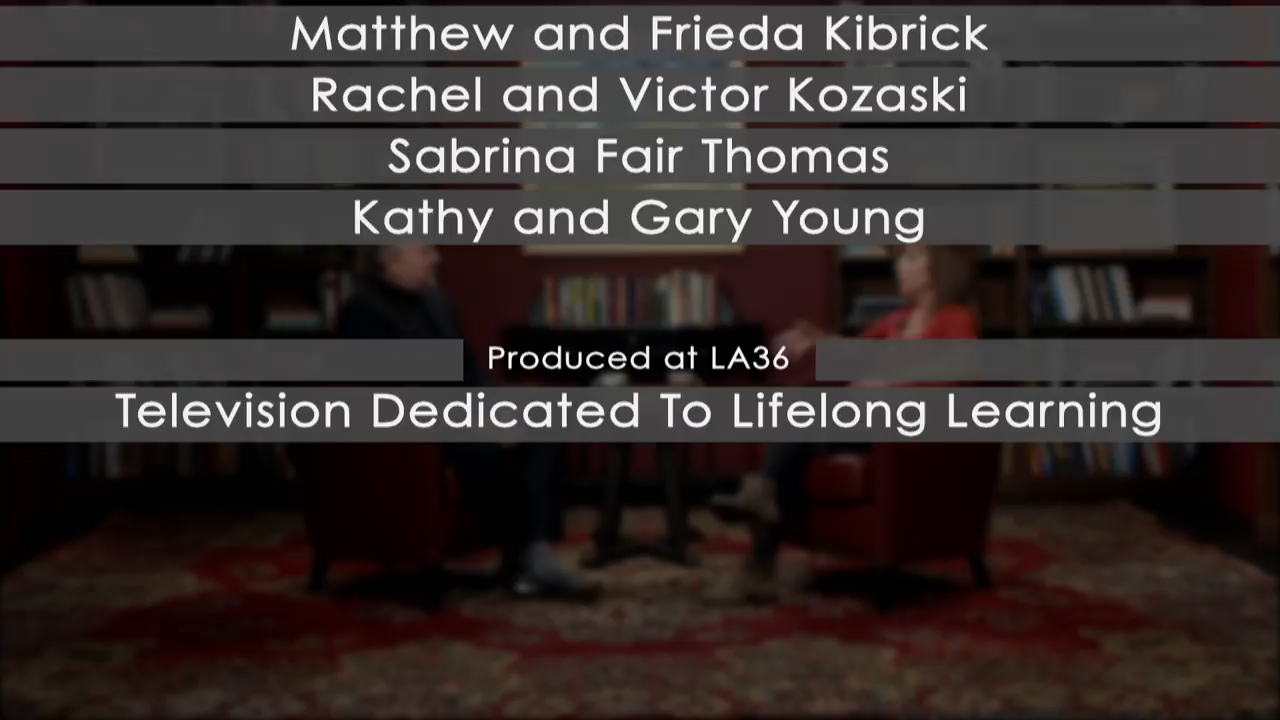 Matthew and Frieda Kibrick
Rachel and Victor Kozaski
Sabrina Fair Thomas
Kathy and Gary Young
Produced at LA36
Television Dedicated To Lifelong Learning